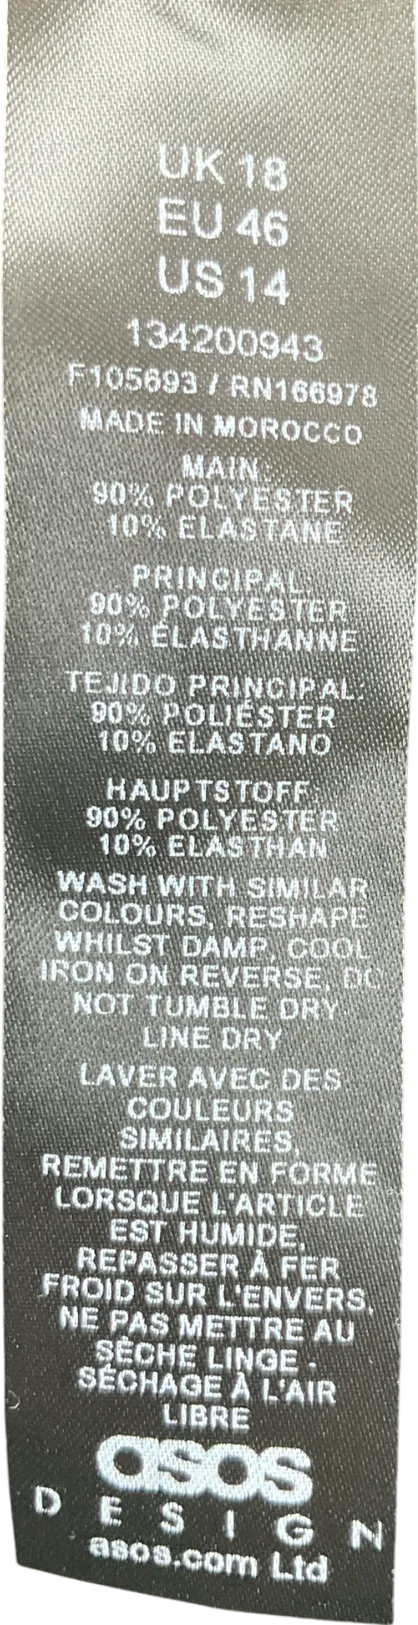 UK 18
EU 46
US 14
134200943
F105693 / RN166978
MADE IN MOROCCO
MAIN:
90% POLYESTER
10% ELASTANE
PRINCIPAL:
90% POLYESTER
10% ÉLASTHANNE
TEJIDO PRINCIPAL:
90% POLIÉSTER
10% ELASTANO
HAUPTSTOFF
90% POLYESTER
10% ELASTHAN
WASH WITH SIMILAR
COLOURS, RESHAPE
WHILST DAMP, COOL
IRON ON REVERSE, DO
NOT TUMBLE DRY
LINE DRY
LAVER AVEC DES
COULEURS
SIMILAIRES,
REMETTRE EN FORME
LORSQUE L'ARTICLE
EST HUMIDE,
REPASSER À FER
FROID SUR L'ENVERS,
NE PAS METTRE AU
SÈCHE LINGE -
SÉCHAGE À L'AIR
LIBRE
asos
DESIGN
asos.com Ltd